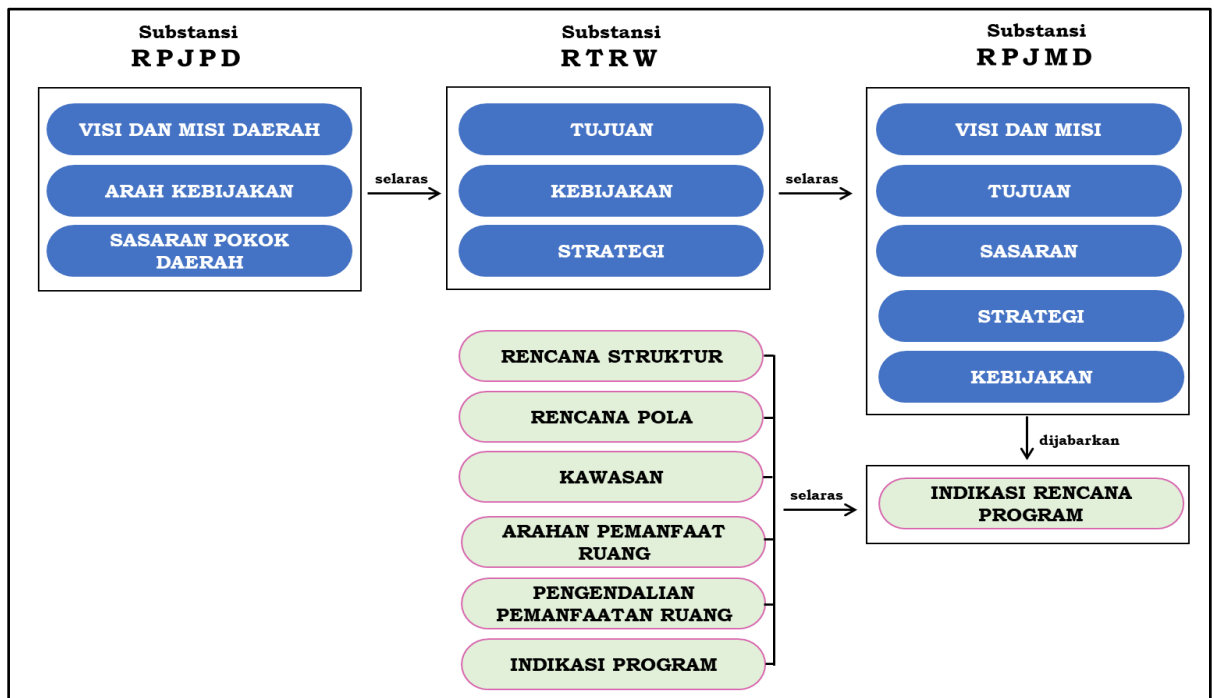 Substansi
RPJPD
VISI DAN MISI DAERAH
ARAH KEBIJAKAN
SASARAN POKOK
DAERAH
selaras
Substansi
RTRW
TUJUAN
KEBIJAKAN
STRATEGI
selaras
Substansi
RPJMD
VISI DAN MISI
TUJUAN
SASARAN
STRATEGI
KEBIJAKAN
dijabarkan
RENCANA STRUKTUR
RENCANA POLA
KAWASAN
ARAHAN PEMANFAAT
RUANG
PENGENDALIAN
PEMANFAATAN RUANG
INDIKASI PROGRAM
selaras
INDIKASI RENCANA
PROGRAM